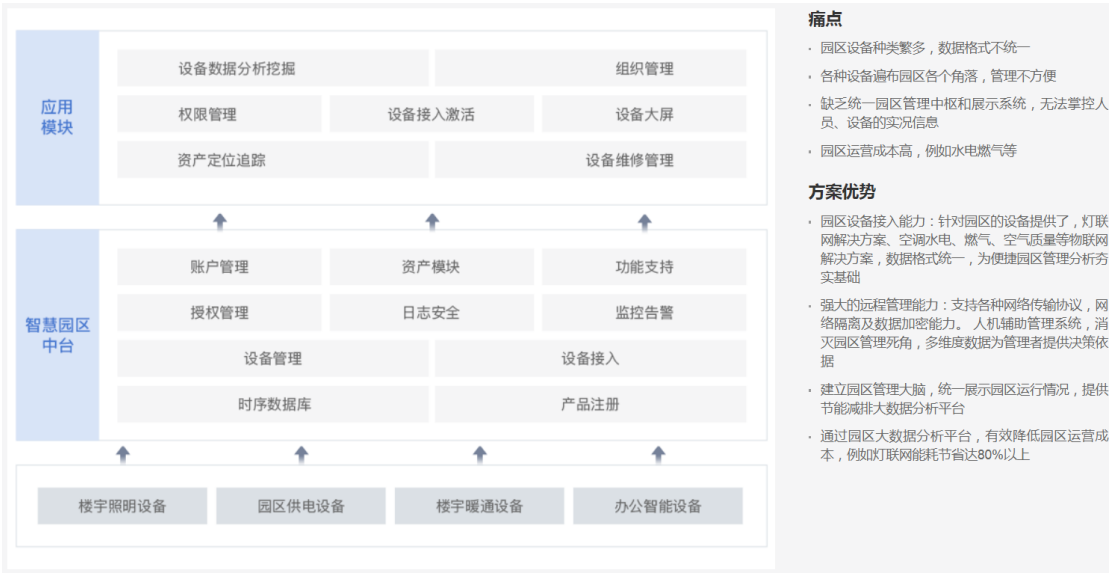 应用
模块
设备数据分析挖掘
组织管理
权限管理
设备接入激活
设备大屏
资产定位追踪
设备维修管理
智慧园区
中台
账户管理
资产模块
功能支持
授权管理
日志安全
监控告警
设备管理
设备接入
时序数据库
产品注册
楼宇照明设备
园区供电设备
楼宇暖通设备
办公智能设备
痛点
· 园区设备种类繁多，数据格式不统一
· 各种设备遍布园区各个角落，管理不方便
· 缺乏统一园区管理中枢和展示系统，无法掌控人
员、设备的实况信息
· 园区运营成本高，例如水电燃气等
方案优势
· 园区设备接入能力：针对园区的设备提供了，灯联
网解决方案、空调水电、燃气、空气质量等物联网
解决方案，数据格式统一，为便捷园区管理分析夯
实基础
· 强大的远程管理能力：支持各种网络传输协议，网
络隔离及数据加密能力。 人机辅助管理系统，消
灭园区管理死角，多维度数据为管理者提供决策依
据
· 建立园区管理大脑，统一展示园区运行情况，提供
节能减排大数据分析平台
· 通过园区大数据分析平台，有效降低园区运营成
本，例如灯联网能耗节省达80%以上